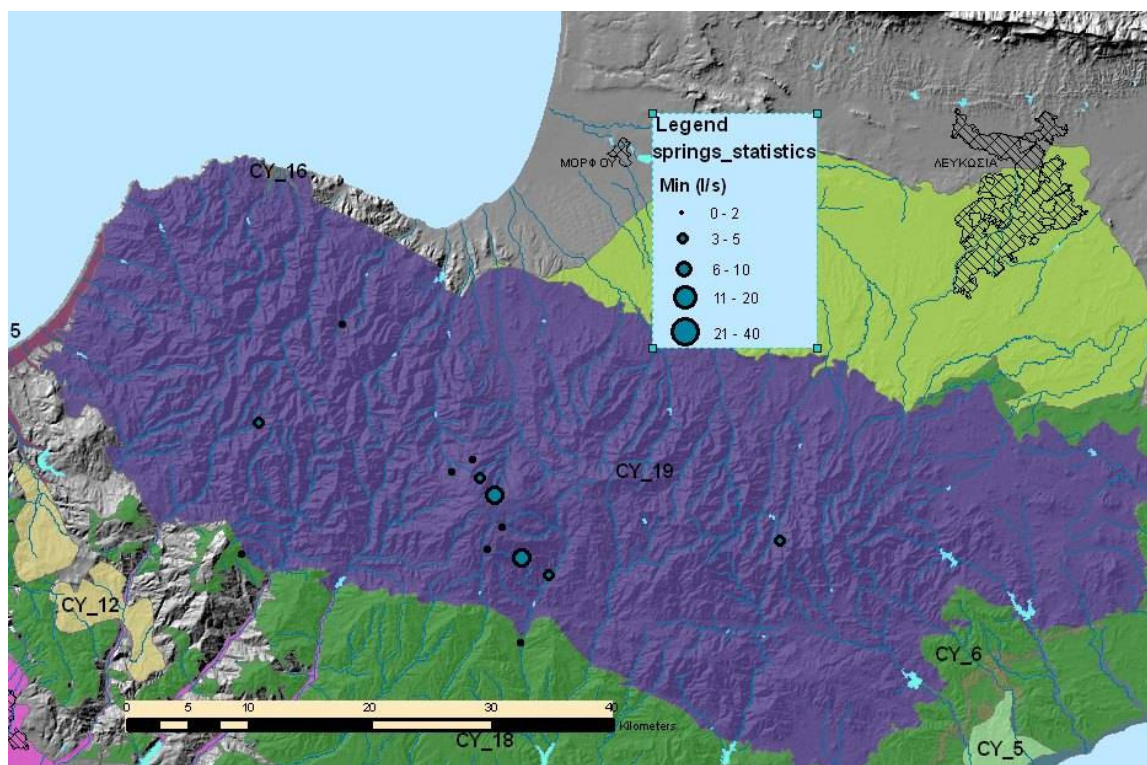 CY_16
ΜΟΡΦΟΥ
ΛΕΥΚΩΣΙΑ
Legend
springs_statistics
Min (l/s)
0 - 2
3 - 5
6 - 10
11 - 20
21 - 40
5
CY_19
CY_12
CY_6
0 5 10 20 30 40
Kilometers
CY_18
CY_5